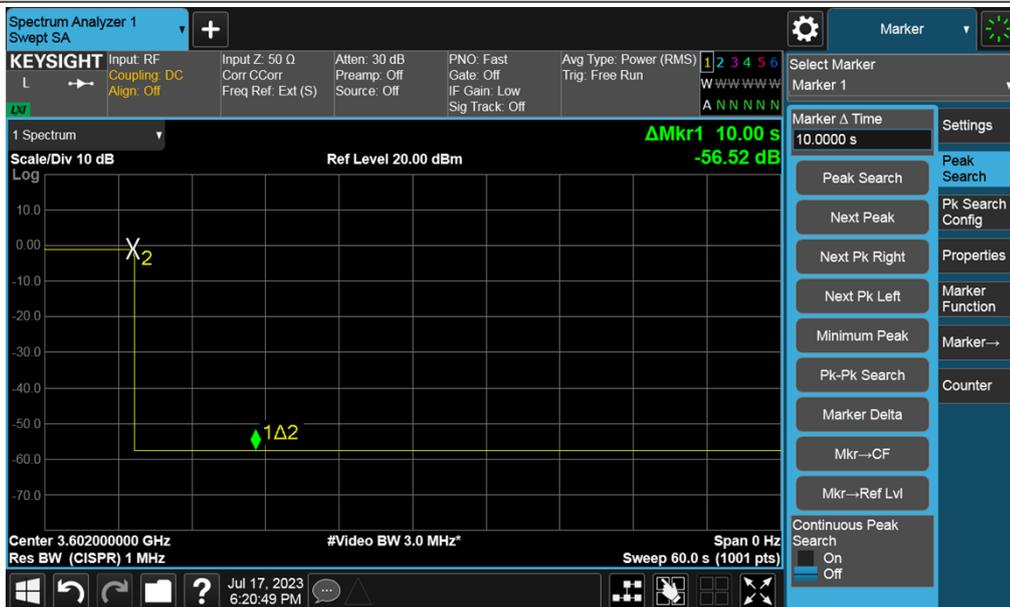 Spectrum Analyzer 1
Swept SA
+
Marker
KEYSIGHT
L
LXI
Input: RF
Coupling: DC
Align: Off
Input Z: 50 Ω
Corr CCorr
Freq Ref: Ext (S)
Atten: 30 dB
Preamp: Off
Source: Off
PNO: Fast
Gate: Off
IF Gain: Low
Sig Track: Off
Avg Type: Power (RMS)
Trig: Free Run
1 2 3 4 5 6
W W W W W W
A N N N N N
Select Marker
Marker 1
1 Spectrum
ΔMkr1 10.00 s
-56.52 dB
Scale/Div 10 dB
Ref Level 20.00 dBm
Log
10.0
0.00
-10.0
-20.0
-30.0
-40.0
-50.0
-60.0
-70.0
2
1Δ2
Center 3.602000000 GHz
#Video BW 3.0 MHz*
Span 0 Hz
Res BW (CISPR) 1 MHz
Sweep 60.0 s (1001 pts)
Marker Δ Time
10.0000 s
Peak Search
Next Peak
Next Pk Right
Next Pk Left
Minimum Peak
Pk-Pk Search
Marker Delta
Mkr→CF
Mkr→Ref Lvl
Continuous Peak
Search
On
Off
Settings
Peak
Search
Pk Search
Config
Properties
Marker
Function
Marker→
Counter
?
Jul 17, 2023
6:20:49 PM